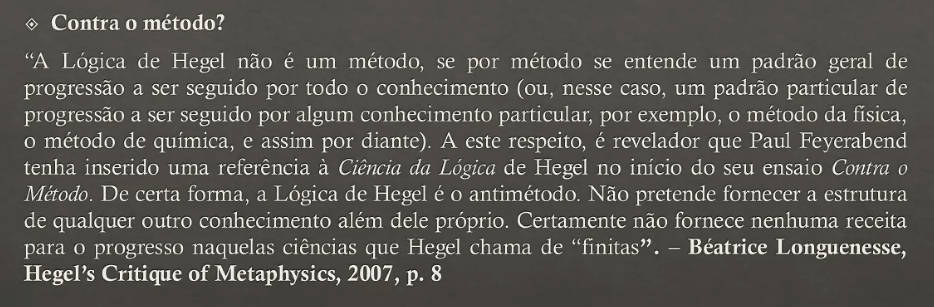 Contra o método?
“A Lógica de Hegel não é um método, se por método se entende um padrão geral de
progressão a ser seguido por todo o conhecimento (ou, nesse caso, um padrão particular de
progressão a ser seguido por algum conhecimento particular, por exemplo, o método da física,
o método de química, e assim por diante). A este respeito, é revelador que Paul Feyerabend
tenha inserido uma referência à Ciência da Lógica de Hegel no início do seu ensaio Contra o
Método. De certa forma, a Lógica de Hegel é o antimétodo. Não pretende fornecer a estrutura
de qualquer outro conhecimento além dele próprio. Certamente não fornece nenhuma receita
para o progresso naquelas ciências que Hegel chama de “finitas”. – Béatrice Longuenesse,
Hegel’s Critique of Metaphysics, 2007, p. 8